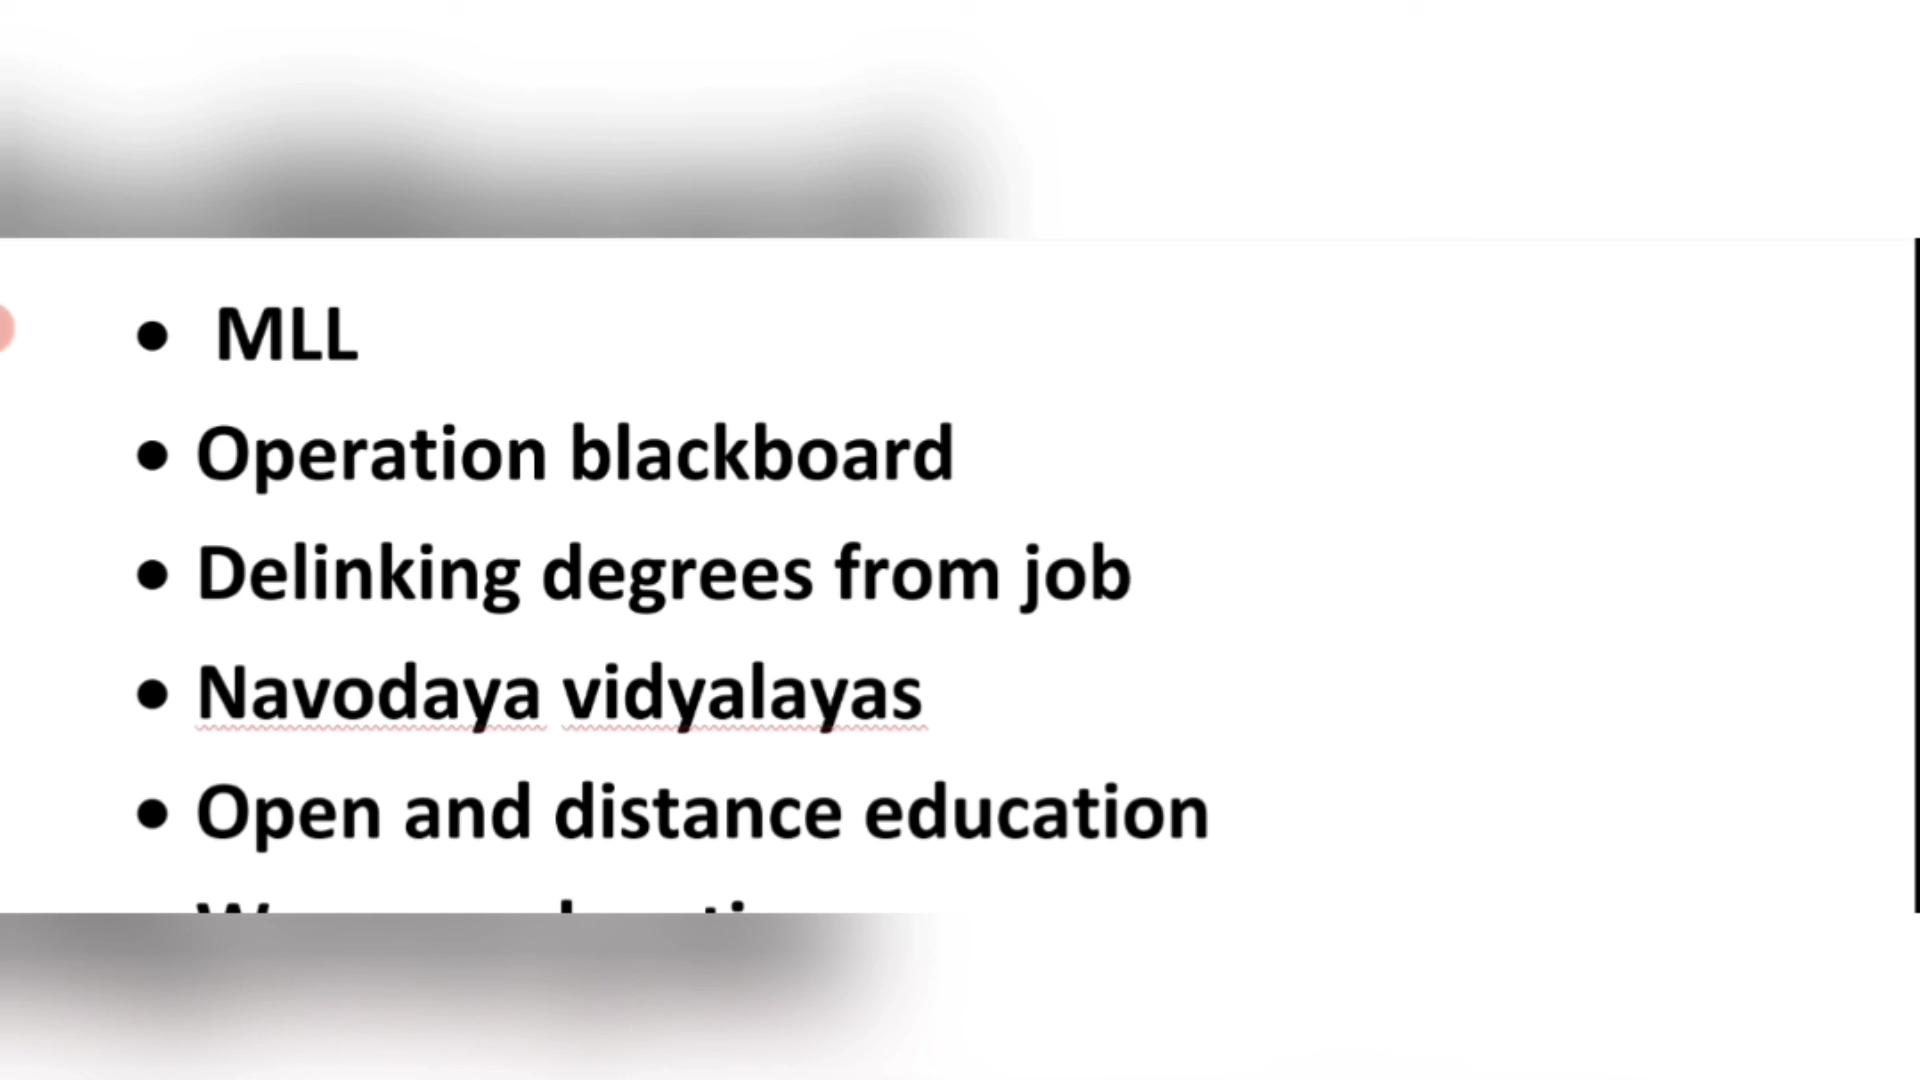 • MLL
• Operation blackboard
• Delinking degrees from job
• Navodaya vidyalayas
• Open and distance education